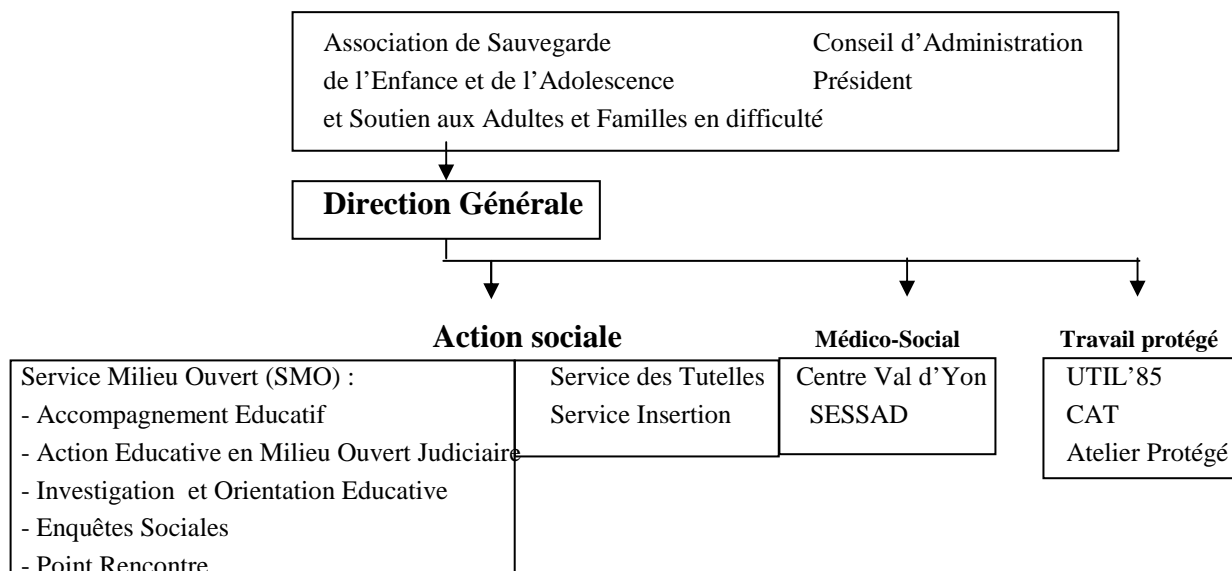 Association de Sauvegarde
de l’Enfance et de l’Adolescence
et Soutien aux Adultes et Familles en difficulté
Conseil d’Administration
Président
Direction Générale
Action sociale
Service Milieu Ouvert (SMO) :
- Accompagnement Educatif
- Action Educative en Milieu Ouvert Judiciaire
- Investigation et Orientation Educative
- Enquêtes Sociales
- Point Rencontre
Service des Tutelles
Service Insertion
Médico-Social
Centre Val d’Yon
SESSAD
Travail protégé
UTIL’85
CAT
Atelier Protégé